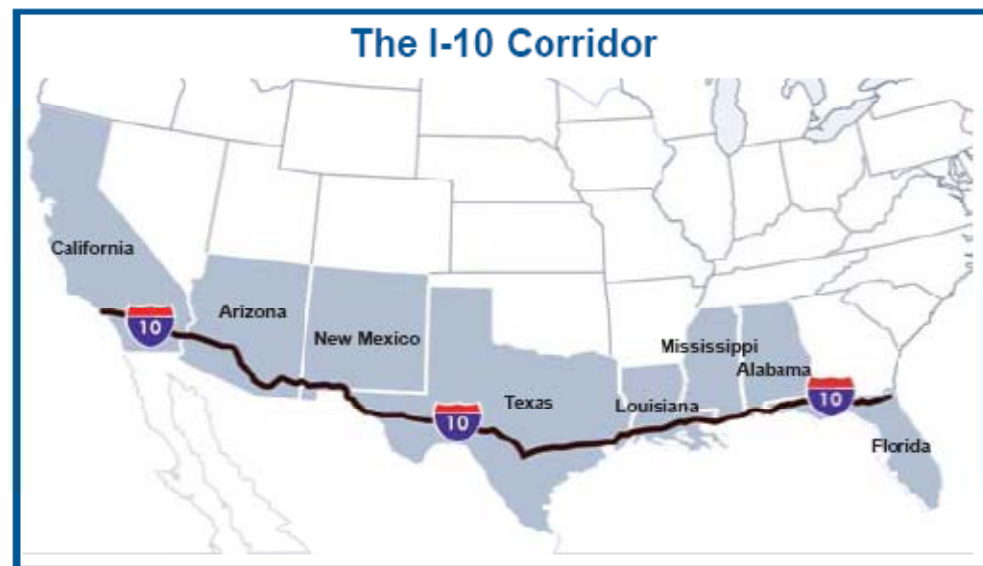 The I-10 Corridor
California
Arizona
New Mexico
Texas
Louisiana
Mississippi
Alabama
Florida
10
10
10